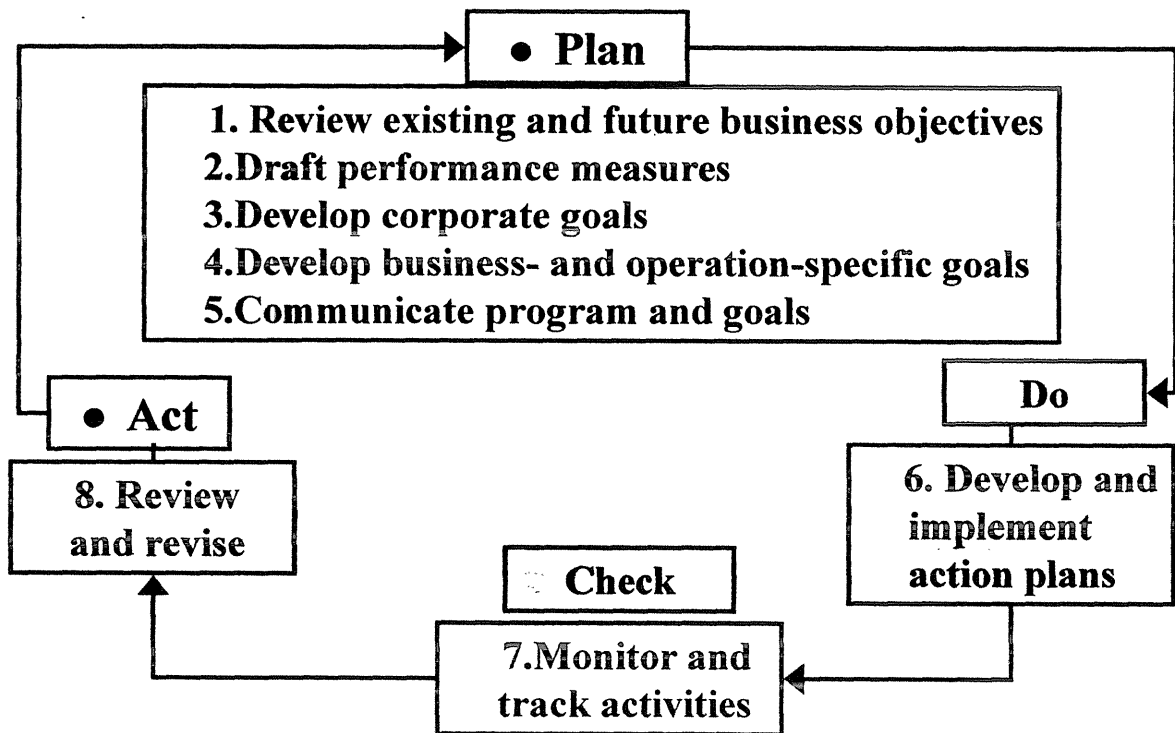 • Plan
1. Review existing and future business objectives
2.Draft performance measures
3.Develop corporate goals
4.Develop business- and operation-specific goals
5.Communicate program and goals
• Act
Do
8. Review
and revise
6. Develop and
implement
action plans
Check
7.Monitor and
track activities